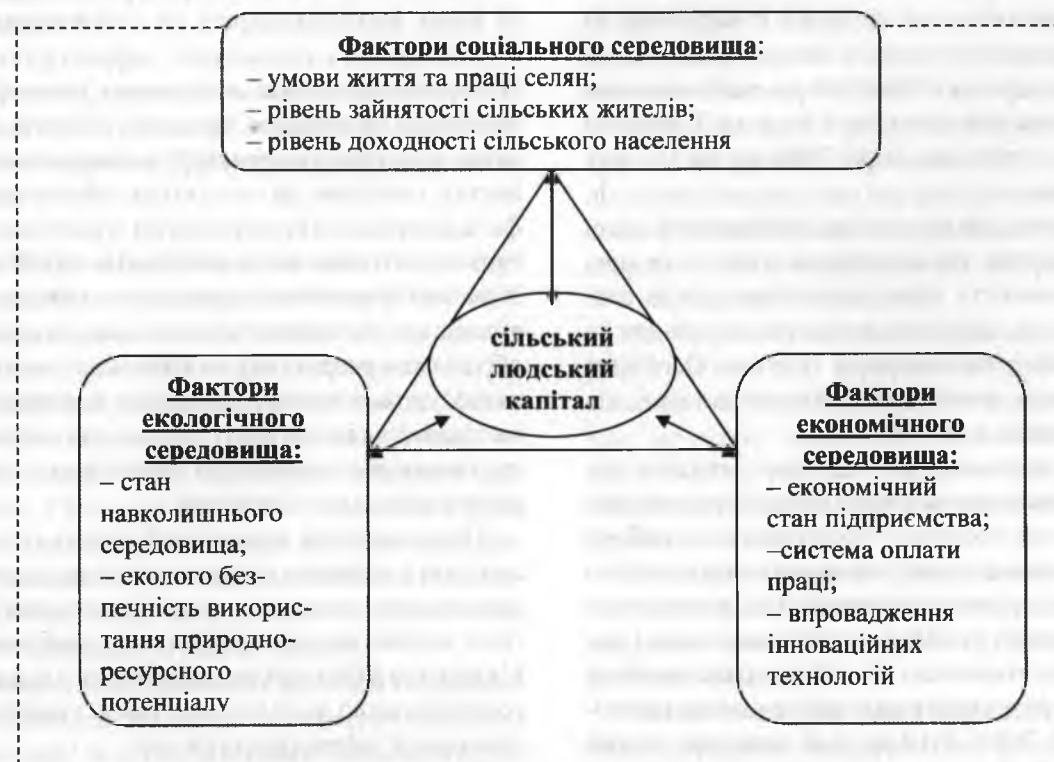 Фактори соціального середовища:
– умови життя та праці селян;
– рівень зайнятості сільських жителів;
– рівень доходності сільського населення
сільський
людський
капітал
Фактори
екологічного
середовища:
– стан
навколишнього
середовища;
– еколого без-
печність викорис-
тання природно-
ресурсного
потенціалу
Фактори
економічного
середовища:
– економічний
стан підприємства;
–система оплати
праці;
– впровадження
інноваційних
технологій